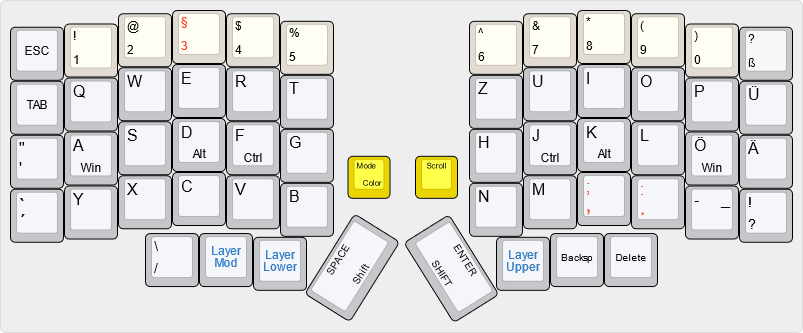 ESC
!
1
@
2
§
3
$
4
%
5
^
6
&
7
*
8
(
9
)
0
?
ß
TAB
Q
W
E
R
T
Z
U
I
O
P
Ü
"
'
A
Win
S
D
Alt
F
Ctrl
G
Mode
Color
Scroll
H
J
Ctrl
K
Alt
L
Ö
Win
Ä
`
´
Y
X
C
V
B
N
M
;
,
:
.
- _
!
?
\
/
Layer
Mod
Layer
Lower
SPACE
Shift
ENTER
SHIFT
Layer
Upper
Backsp
Delete